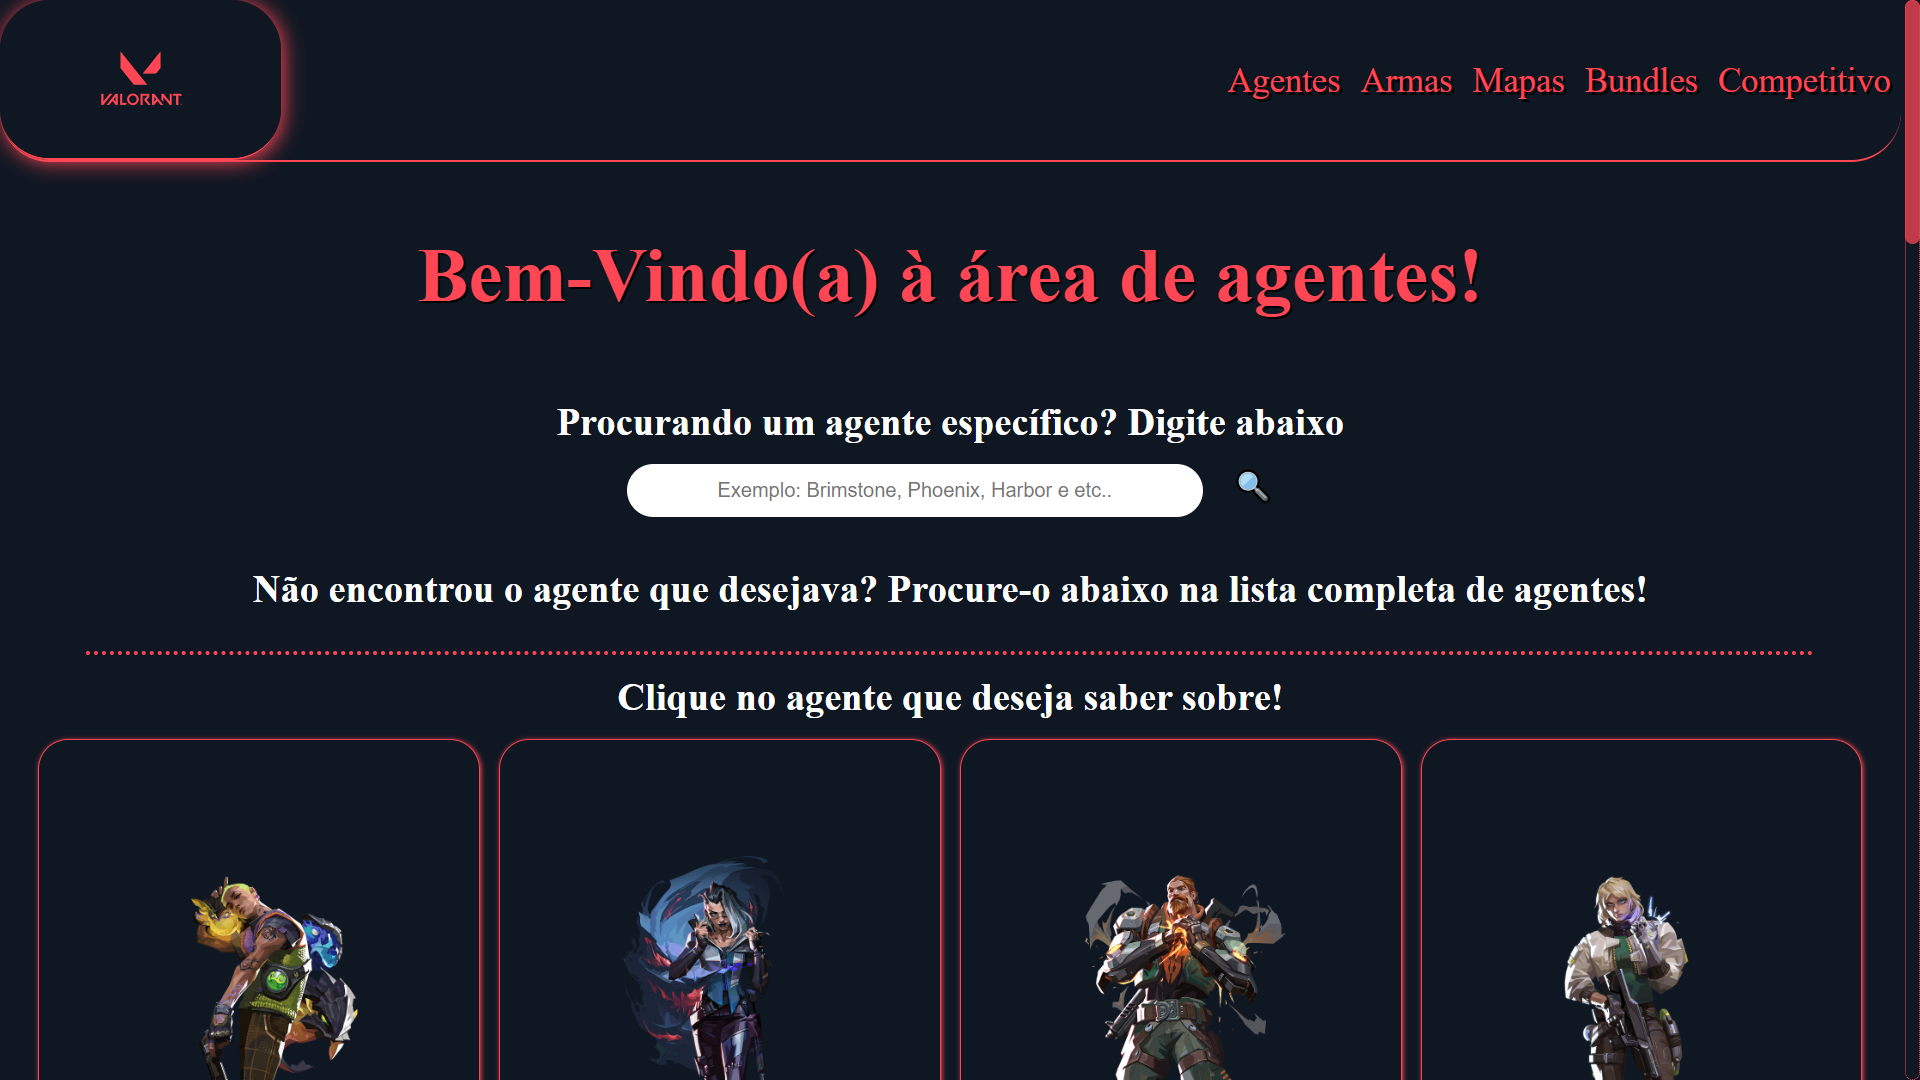 VALORANT
Agentes Armas Mapas Bundles Competitivo
Bem-Vindo(a) à área de agentes!
Procurando um agente específico? Digite abaixo
Exemplo: Brimstone, Phoenix, Harbor e etc..
Não encontrou o agente que desejava? Procure-o abaixo na lista completa de agentes!
Clique no agente que deseja saber sobre!